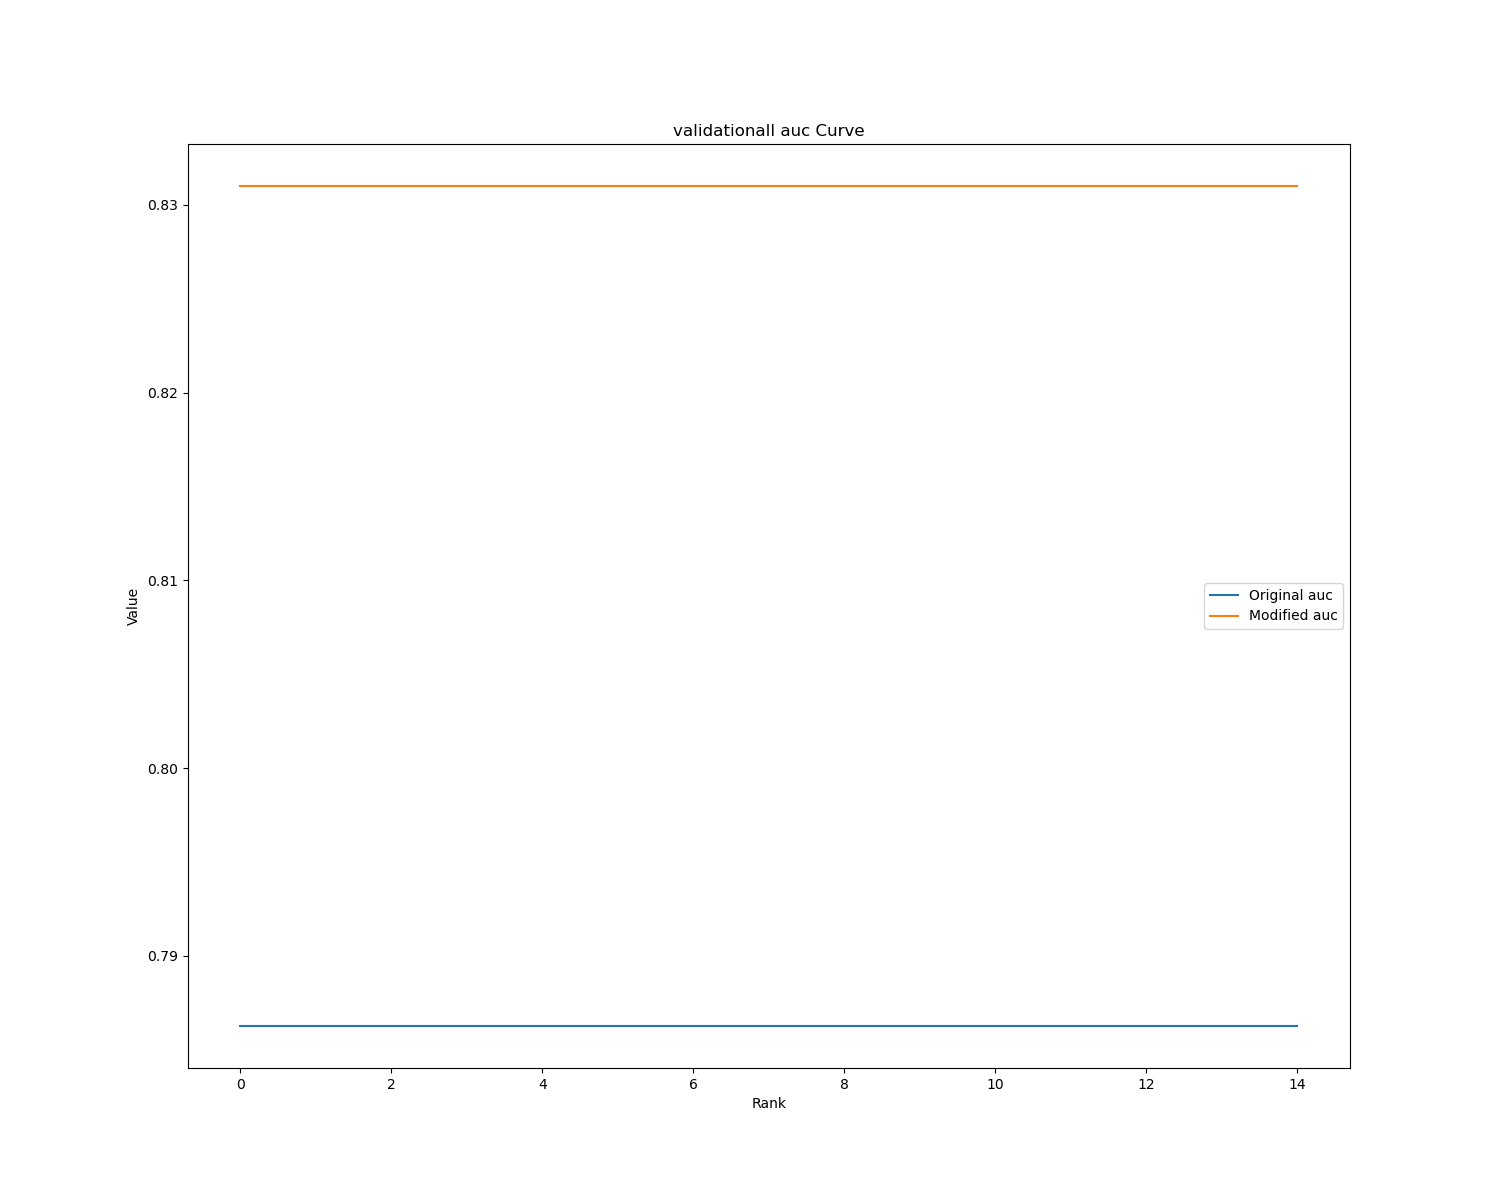 validationall auc Curve
Value
0.83
0.82
0.81
0.80
0.79
Original auc
Modified auc
0 2 4 6 8 10 12 14
Rank